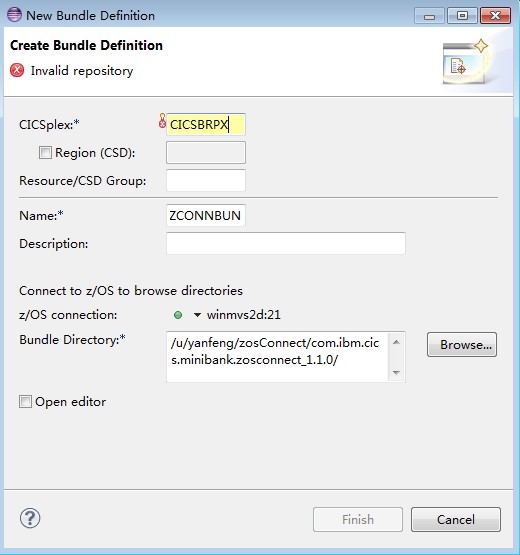 New Bundle Definition
Create Bundle Definition
Invalid repository
CICSplex:* CICSBRPX
Region (CSD):
Resource/CSD Group:
Name:* ZCONNBUN
Description:
Connect to z/OS to browse directories
z/OS connection: winmvs2d:21
Bundle Directory:* /u/yanfeng/zosConnect/com.ibm.cic Browse...
s.minibank.zosconnect_1.1.0/
Open editor
? Finish Cancel